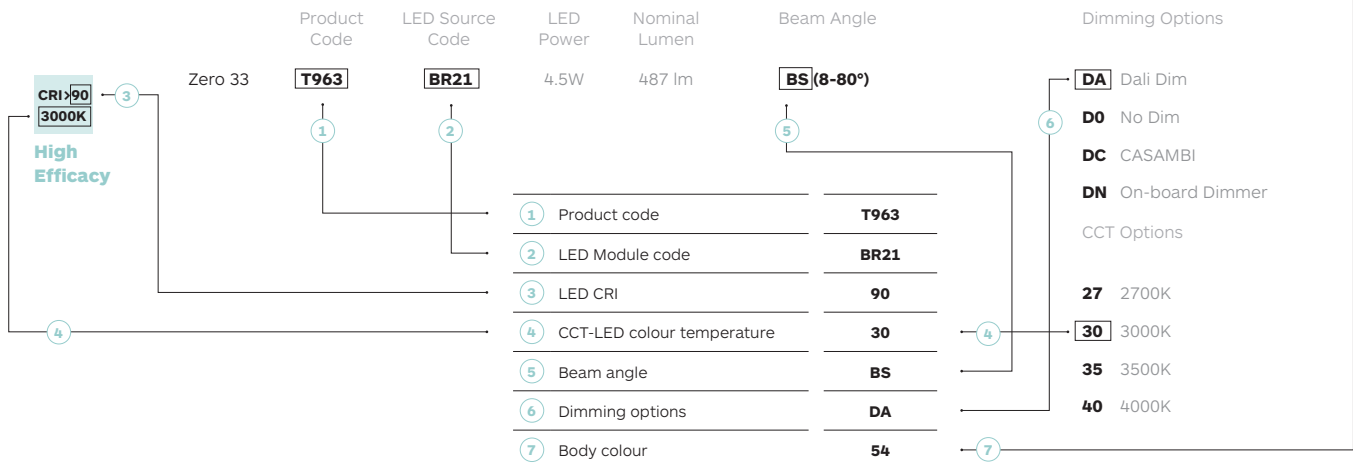 Product Code
LED Source Code
LED Power
Nominal Lumen
Beam Angle
Dimming Options
CRI>90
3000K
High
Efficacy
3
Zero 33 T963 BR21 4.5W 487 lm BS (8-80°)
1
2
5
6
DA Dali Dim
D0 No Dim
DC CASAMBI
DN On-board Dimmer
CCT Options
27 2700K
30 3000K
35 3500K
40 4000K
1 Product code T963
2 LED Module code BR21
3 LED CRI 90
4
4 CCT-LED colour temperature 30
4
5 Beam angle BS
6 Dimming options DA
7 Body colour 54
7